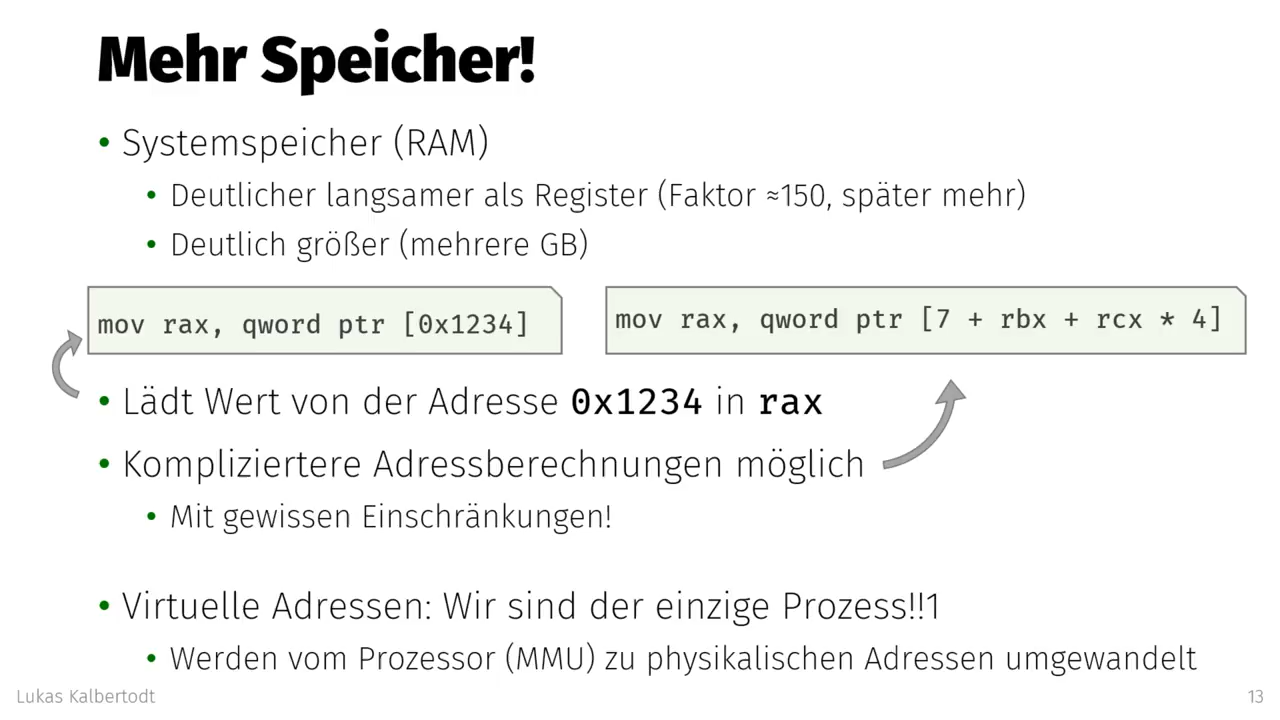 Mehr Speicher!
• Systemspeicher (RAM)
• Deutlicher langsamer als Register (Faktor ≈150, später mehr)
• Deutlich größer (mehrere GB)
mov rax, qword ptr [0x1234]
mov rax, qword ptr [7 + rbx + rcx * 4]
• Lädt Wert von der Adresse 0x1234 in rax
• Kompliziertere Adressberechnungen möglich
• Mit gewissen Einschränkungen!
• Virtuelle Adressen: Wir sind der einzige Prozess!!1
• Werden vom Prozessor (MMU) zu physikalischen Adressen umgewandelt
Lukas Kalbertodt
13